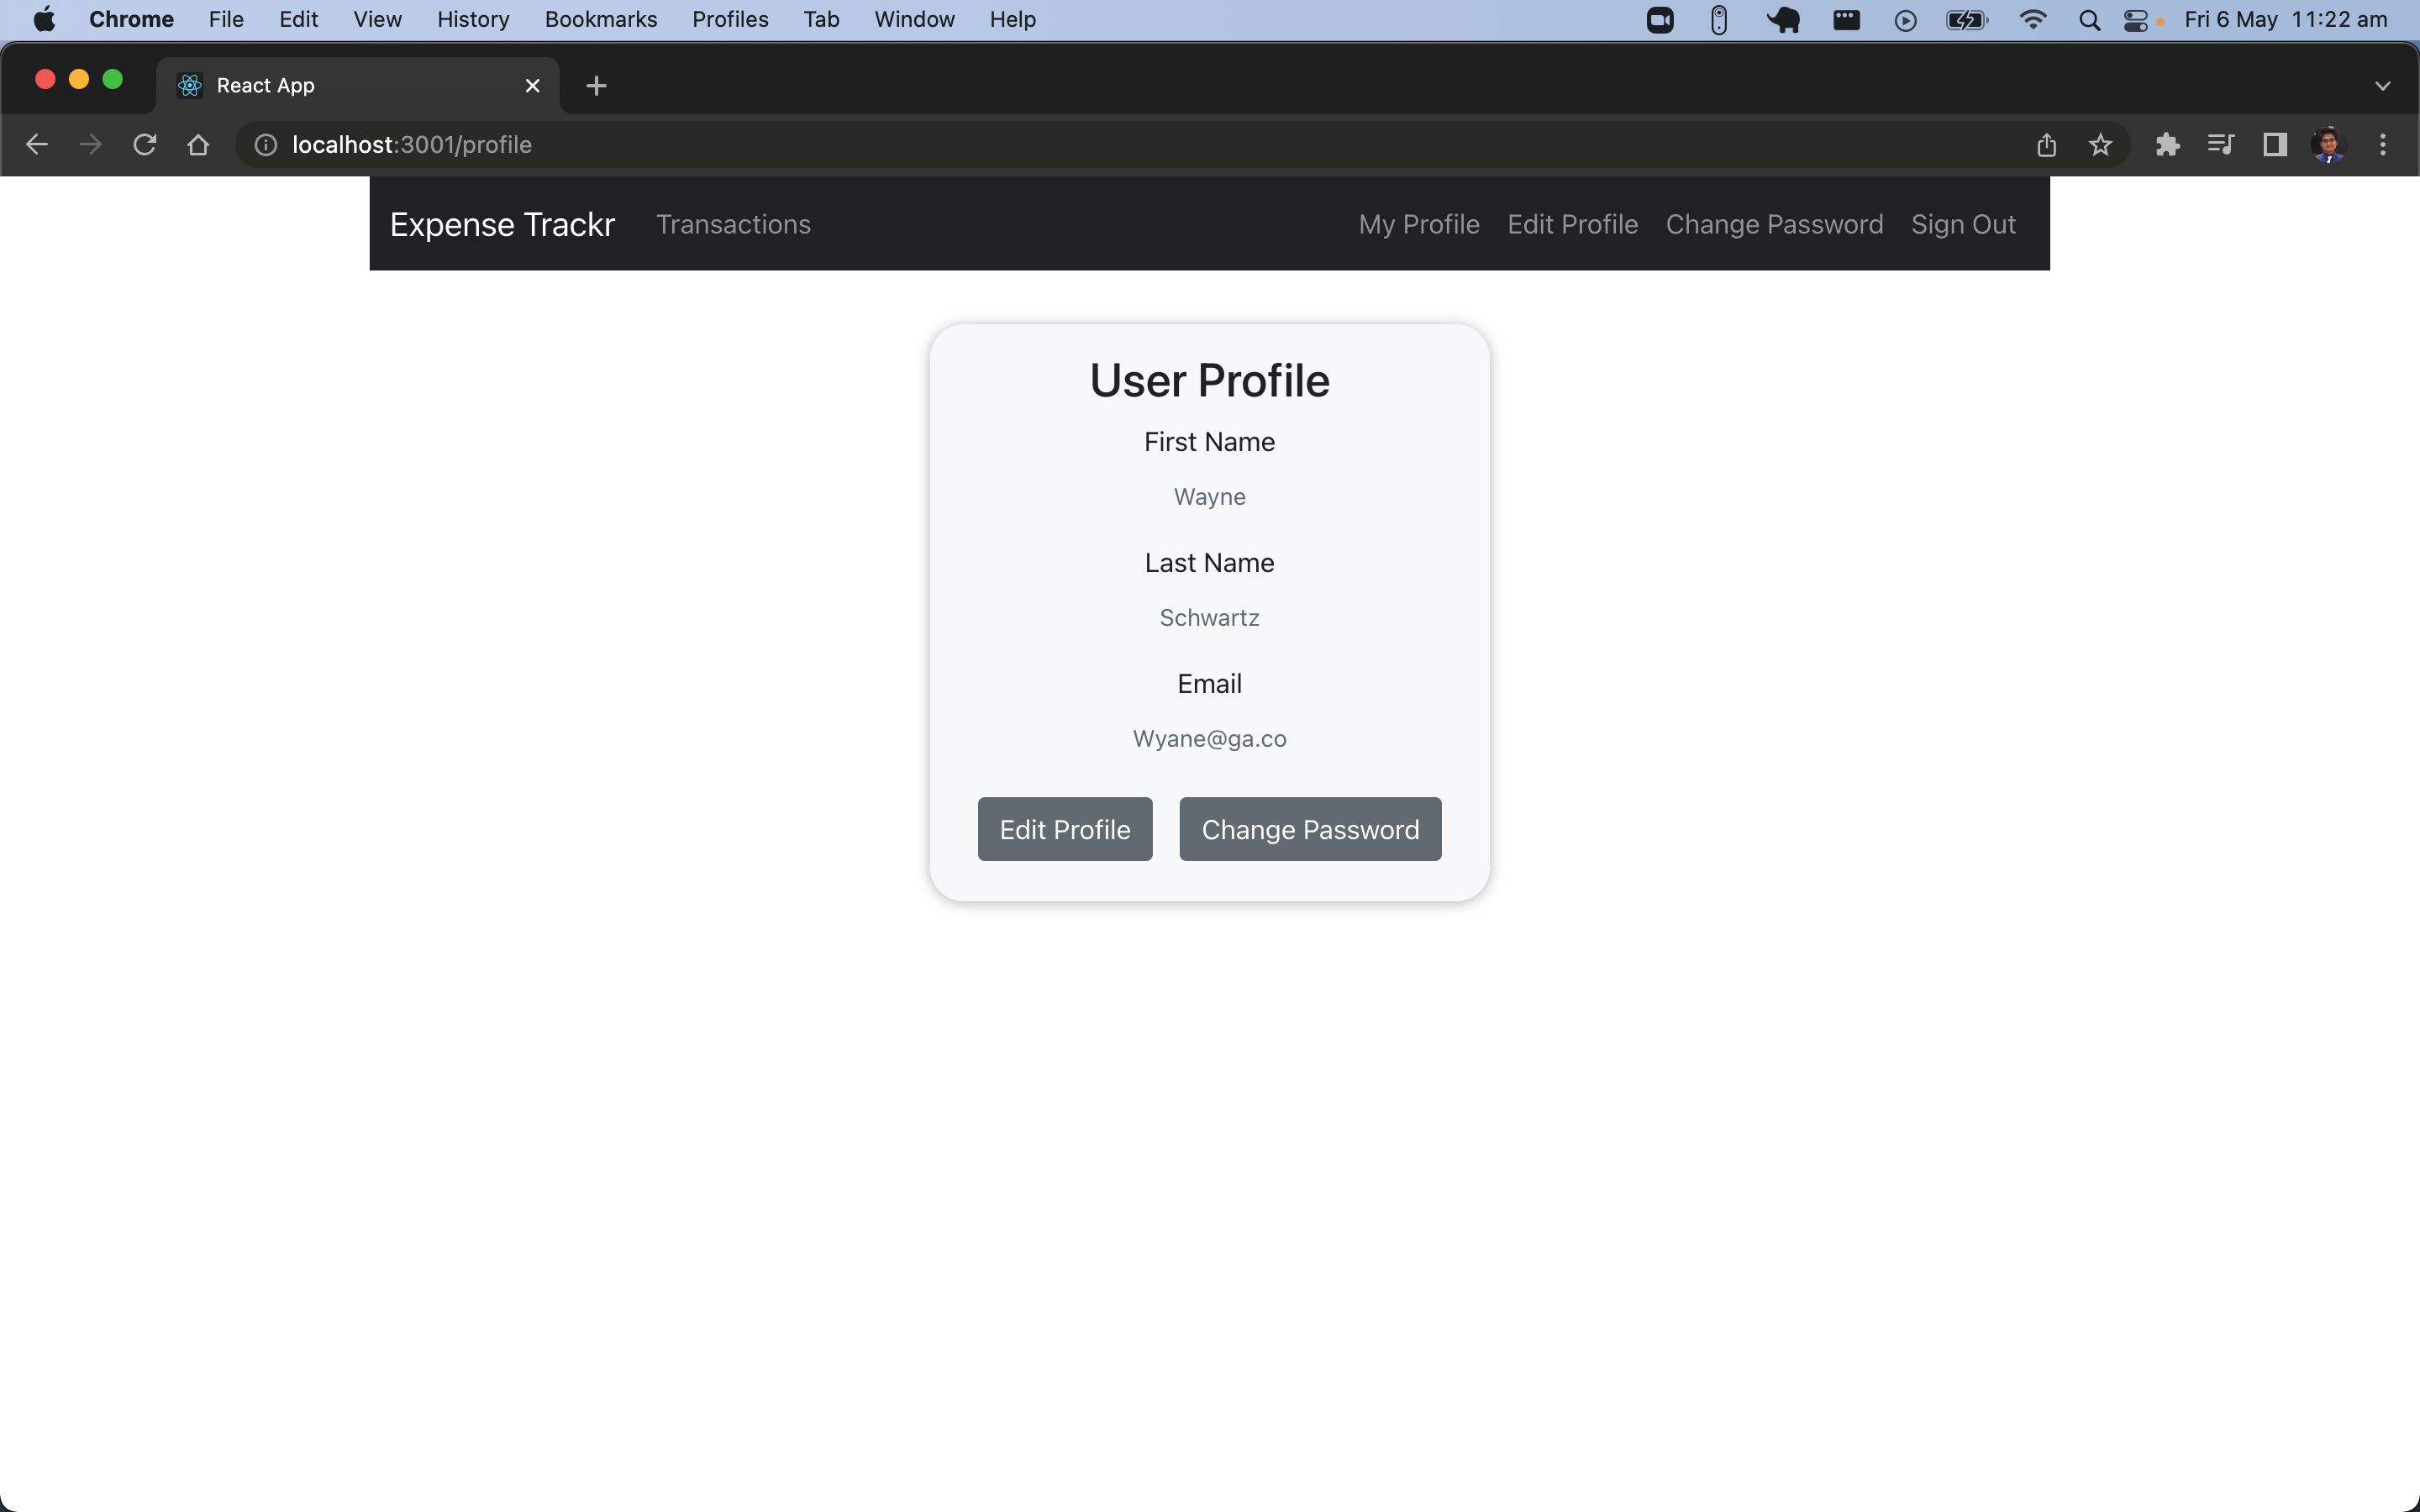 Chrome File Edit View History Bookmarks Profiles Tab Window Help Fri 6 May 11:22 am
React App
localhost:3001/profile
Expense Trackr Transactions My Profile Edit Profile Change Password Sign Out
User Profile
First Name
Wayne
Last Name
Schwartz
Email
Wyane@ga.co
Edit Profile Change Password